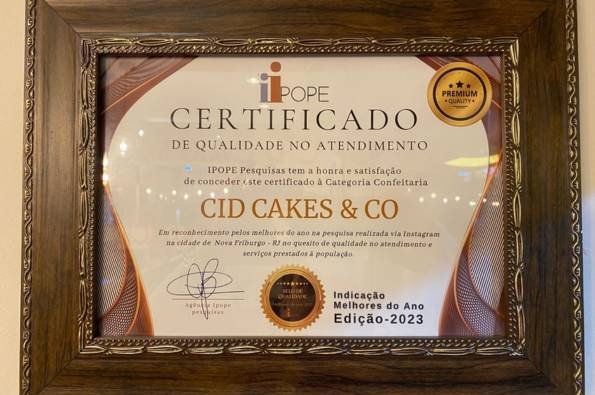 IPOPE
PREMIUM
QUALITY
CERTIFICADO
DE QUALIDADE NO ATENDIMENTO
IPOPE Pesquisas tem a honra e satisfação
de conceder este certificado à Categoria Confeitaria
CID CAKES & CO
Em reconhecimento pelos melhores do ano na pesquisa realizada via Instagram
na cidade de Nova Friburgo - RJ no quesito de qualidade no atendimento e
serviços prestados à população.
Agência Ipope
pesquisas
SELO DE
QUALIDADE
Indicação
Melhores do Ano
Edição-2023